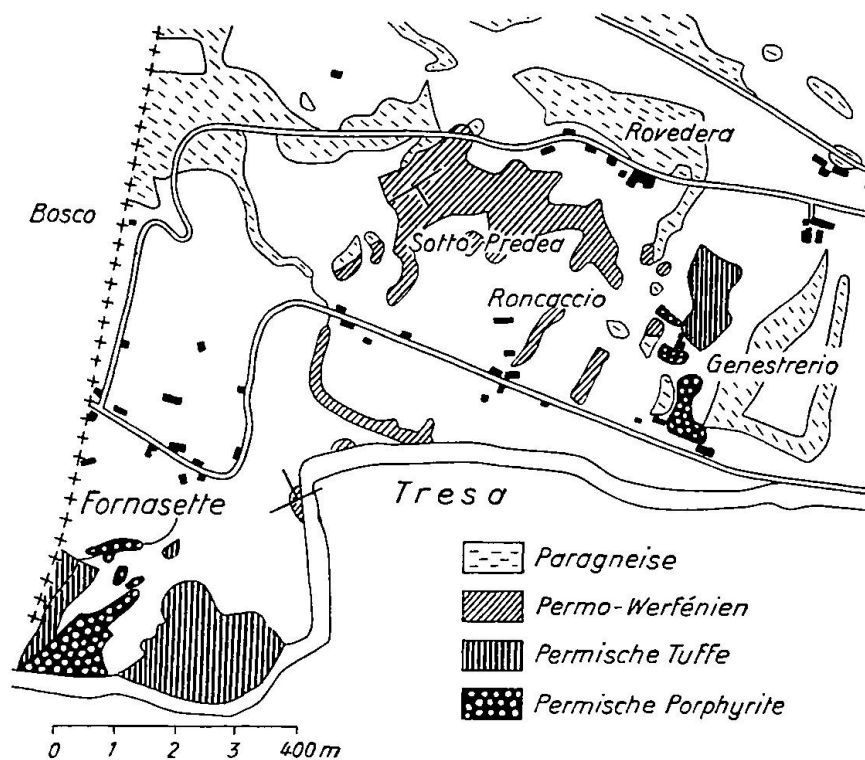 Rovedera
Bosco
Sotto Predea
Roncaccio
Genestrerio
Fornasette
Tresa
Paragneise
Permo-Werfénien
Permische Tuffe
Permische Porphyrite
0 1 2 3 400 m